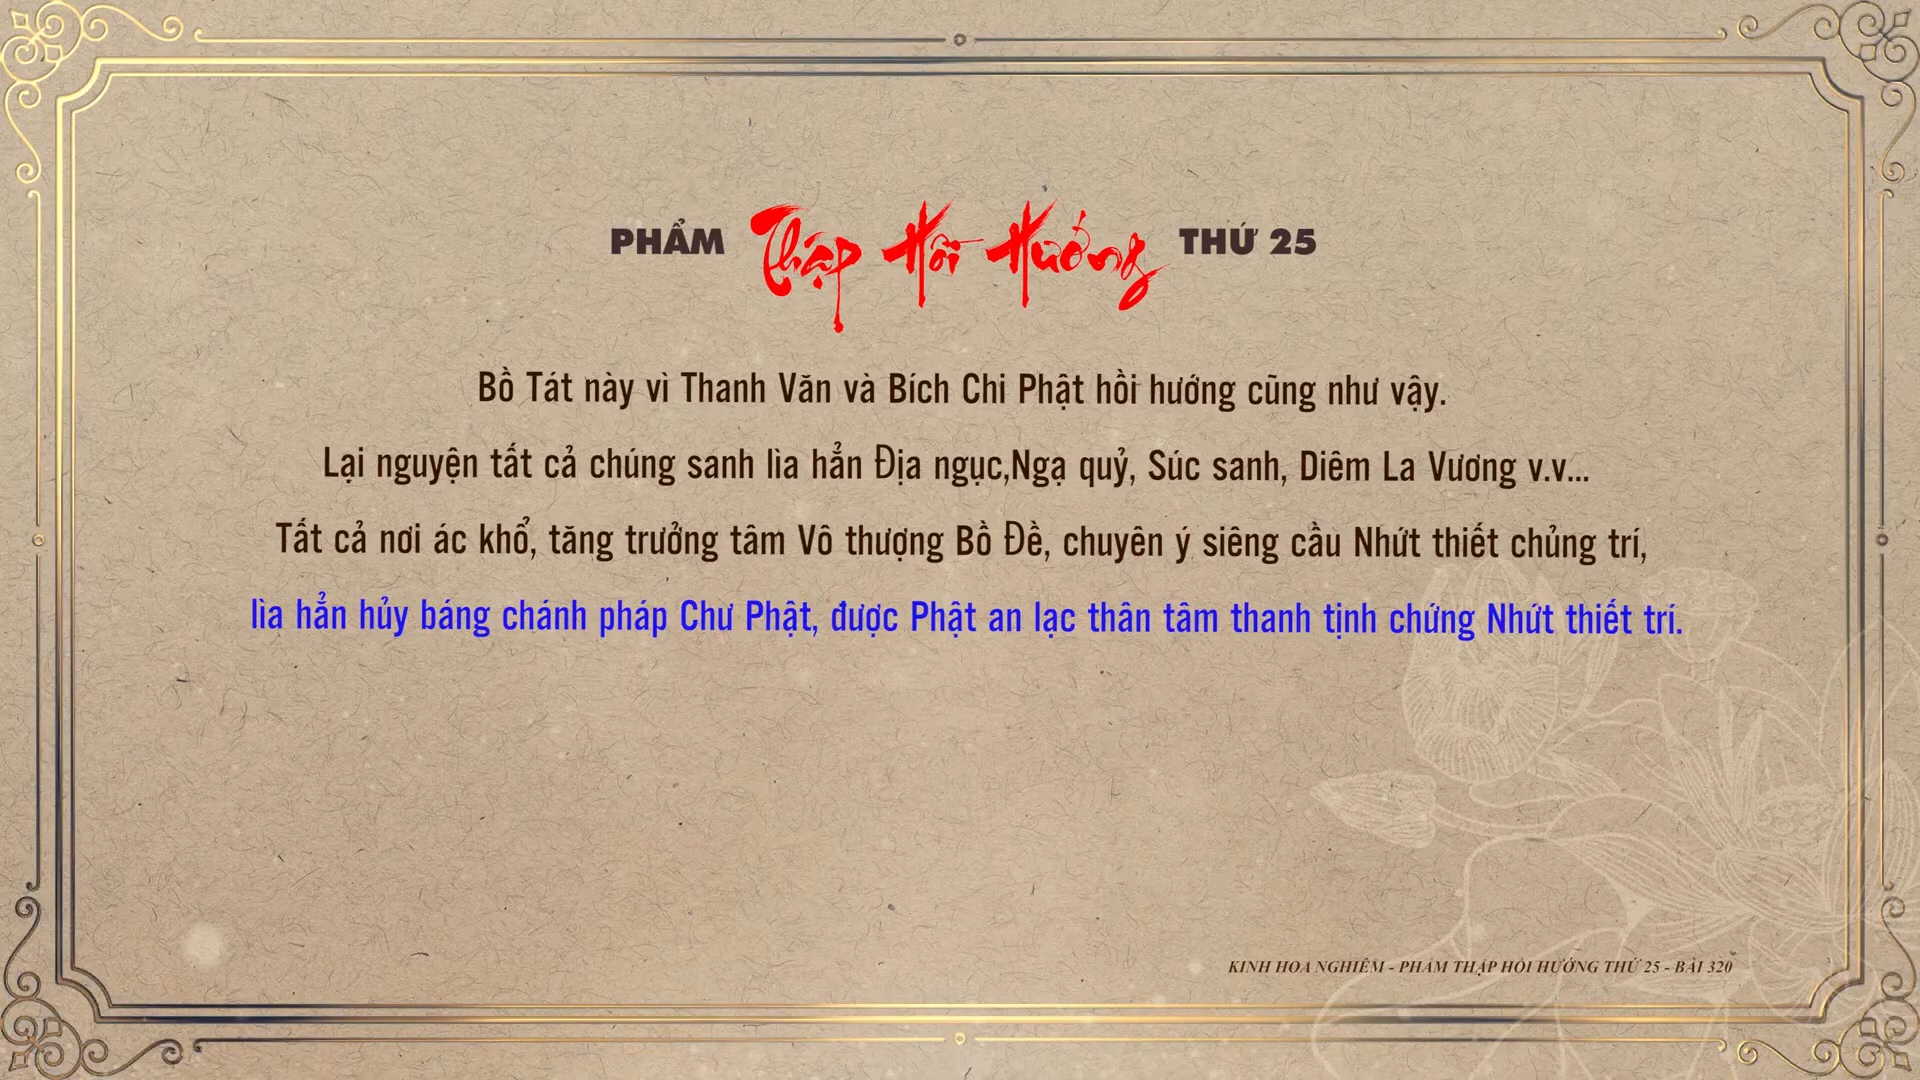 PHẨM Thập Hồi Hướng THỨ 25
Bồ Tát này vì Thanh Văn và Bích Chi Phật hồi hướng cũng như vậy.
Lại nguyện tất cả chúng sanh lìa hẳn Địa ngục,Ngạ quỷ, Súc sanh, Diêm La Vương v.v...
Tất cả nơi ác khổ, tăng trưởng tâm Vô thượng Bồ Đề, chuyên ý siêng cầu Nhứt thiết chủng trí,
lìa hẳn hủy báng chánh pháp Chư Phật, được Phật an lạc thân tâm thanh tịnh chứng Nhứt thiết trí.
KINH HOA NGHIÊM - PHẨM THẬP HỒI HƯỚNG THỨ 25 - BÀI 320